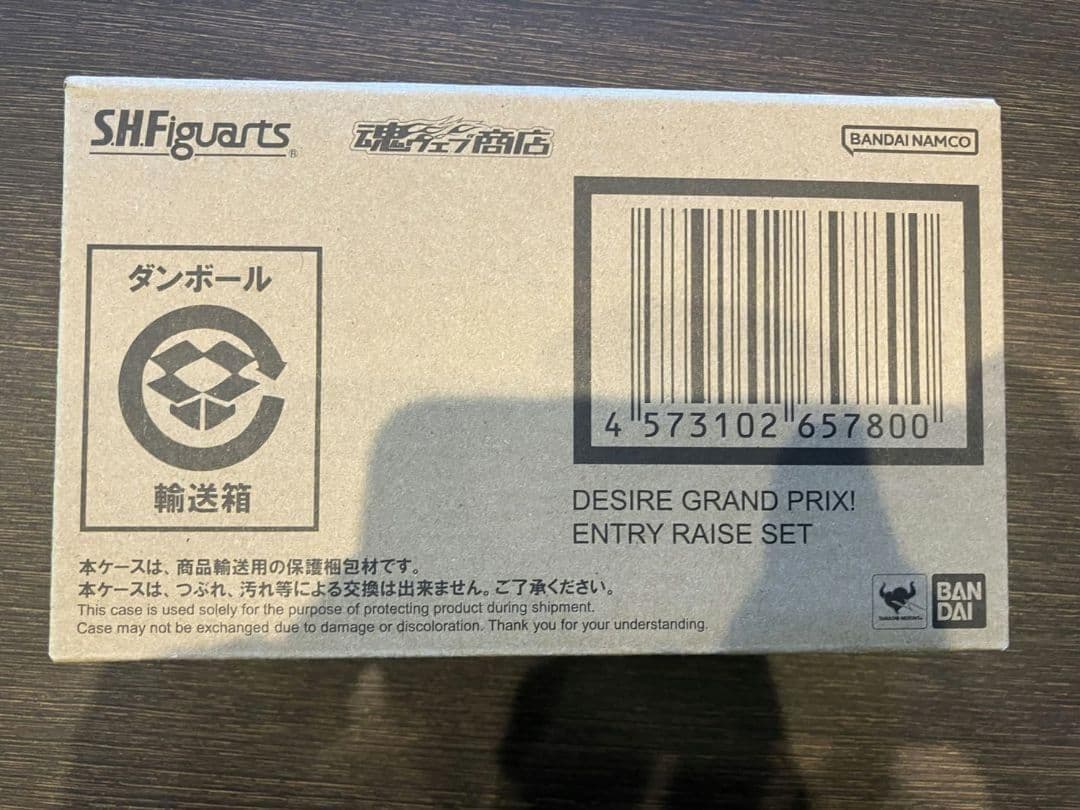 S.H.Figuarts®
魂ウェブ商店
BANDAI NAMCO
ダンボール
輸送箱
4 573102 657800
DESIRE GRAND PRIX!
ENTRY RAISE SET
本ケースは、商品輸送用の保護梱包材です。
本ケースは、つぶれ、汚れ等による交換は出来ません。ご了承ください。
This case is used solely for the purpose of protecting product during shipment.
Case may not be exchanged due to damage or discoloration. Thank you for your understanding.
TAMASHII NATIONS
BAN
DAI